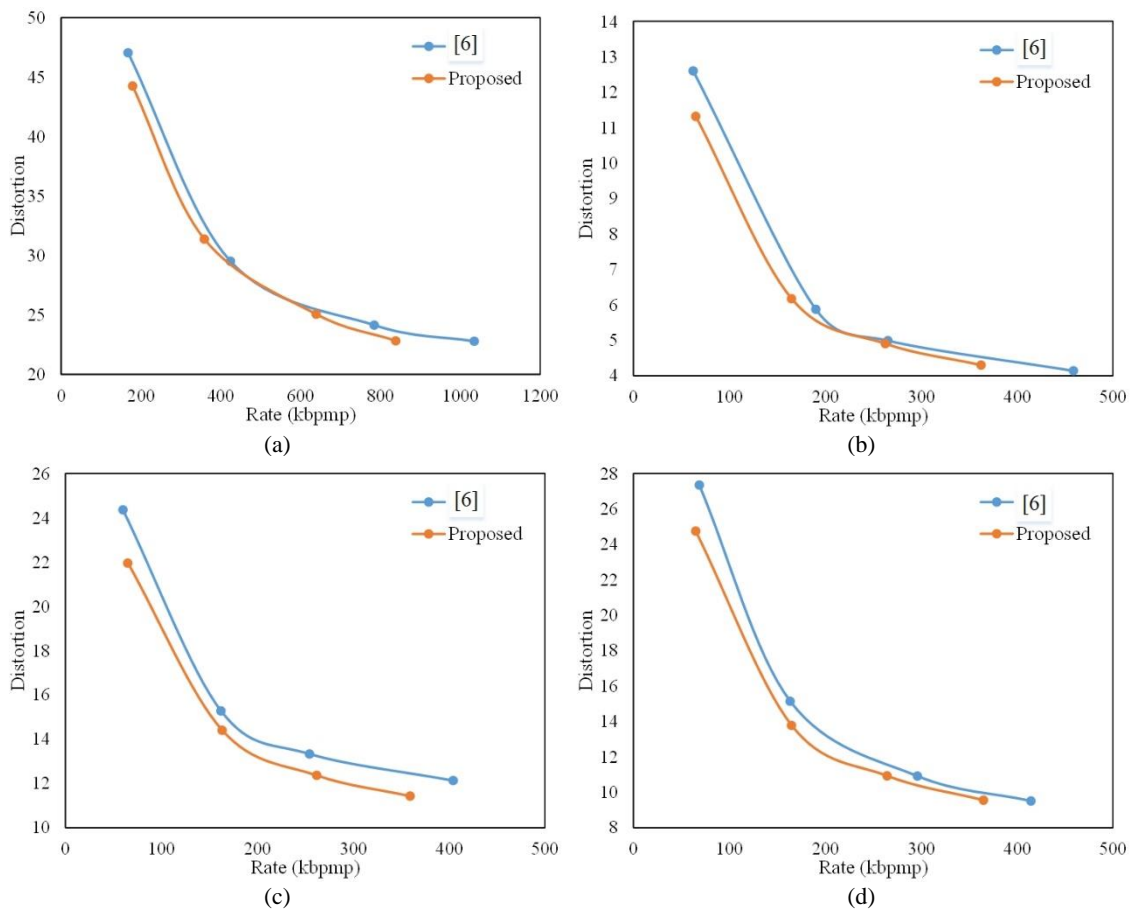 50
45
40
35
30
25
20
Distortion
[6]
Proposed
0 200 400 600 800 1000 1200
Rate (kbpmp)
(a)
14
13
12
11
10
9
8
7
6
5
4
Distortion
[6]
Proposed
0 100 200 300 400 500
Rate (kbpmp)
(b)
26
24
22
20
18
16
14
12
10
Distortion
[6]
Proposed
0 100 200 300 400 500
Rate (kbpmp)
(c)
28
26
24
22
20
18
16
14
12
10
8
Distortion
[6]
Proposed
0 100 200 300 400 500
Rate (kbpmp)
(d)